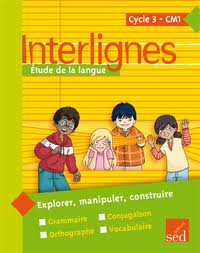 Cycle 3 - CM1
Interlignes
Étude de la langue
Explorer, manipuler, construire
Grammaire
Conjugaison
Orthographe
Vocabulaire
sed